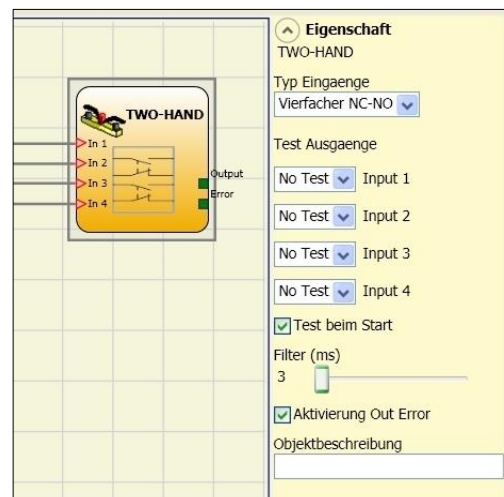 TWO-HAND
In 1
In 2
In 3
In 4
Output
Error
Eigenschaft
TWO-HAND
Typ Eingaenge
Vierfacher NC-NO
Test Ausgaenge
No Test Input 1
No Test Input 2
No Test Input 3
No Test Input 4
Test beim Start
Filter (ms)
3
Aktivierung Out Error
Objektbeschreibung